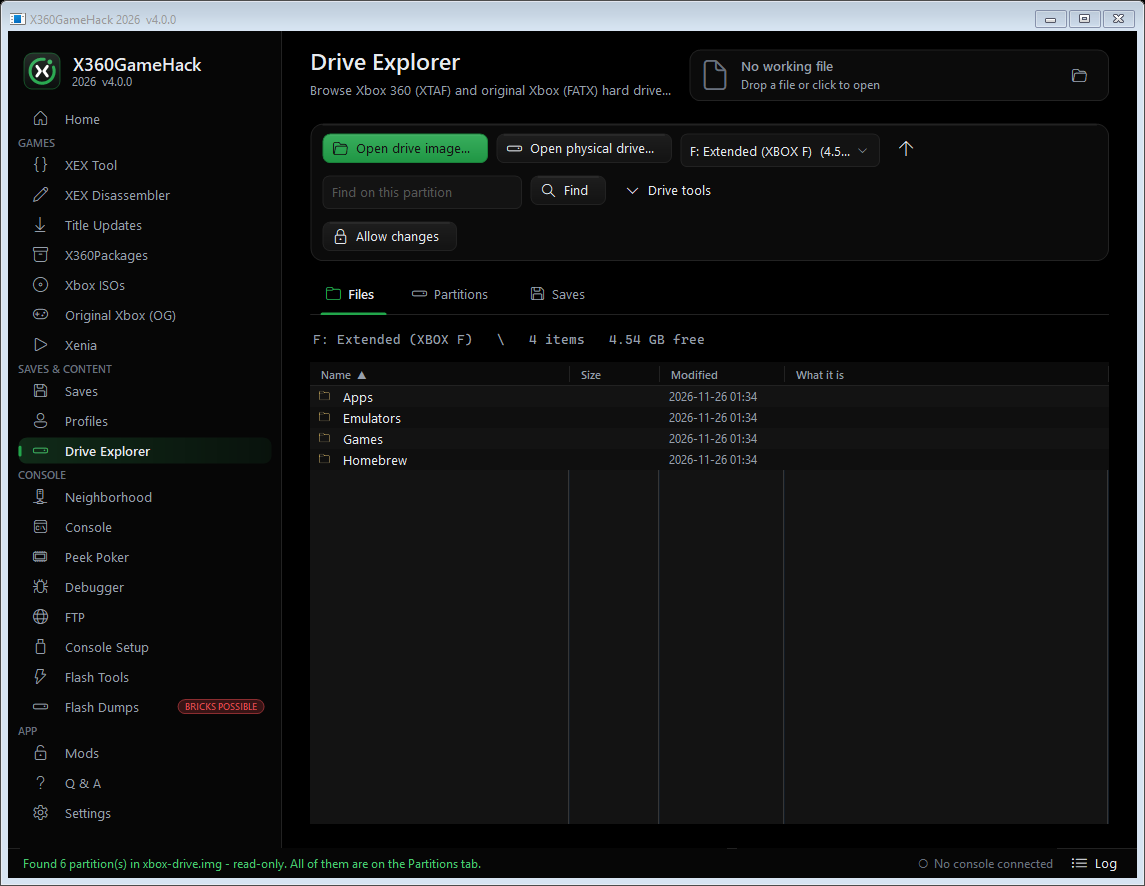 X360GameHack 2026 v4.0.0
X360GameHack
2026 v4.0.0
Home
GAMES
XEX Tool
XEX Disassembler
Title Updates
X360Packages
Xbox ISOs
Original Xbox (OG)
Xenia
SAVES & CONTENT
Saves
Profiles
Drive Explorer
CONSOLE
Neighborhood
Console
Peek Poker
Debugger
FTP
Console Setup
Flash Tools
Flash Dumps BRICKS POSSIBLE
APP
Mods
Q & A
Settings
Drive Explorer
Browse Xbox 360 (XTAF) and original Xbox (FATX) hard drive...
No working file
Drop a file or click to open
Open drive image... Open physical drive... F: Extended (XBOX F) (4.5...
Find on this partition Find Drive tools
Allow changes
Files Partitions Saves
F: Extended (XBOX F) \ 4 items 4.54 GB free
Name Size Modified What it is
Apps 2026-11-26 01:34
Emulators 2026-11-26 01:34
Games 2026-11-26 01:34
Homebrew 2026-11-26 01:34
Found 6 partition(s) in xbox-drive.img - read-only. All of them are on the Partitions tab.
No console connected Log